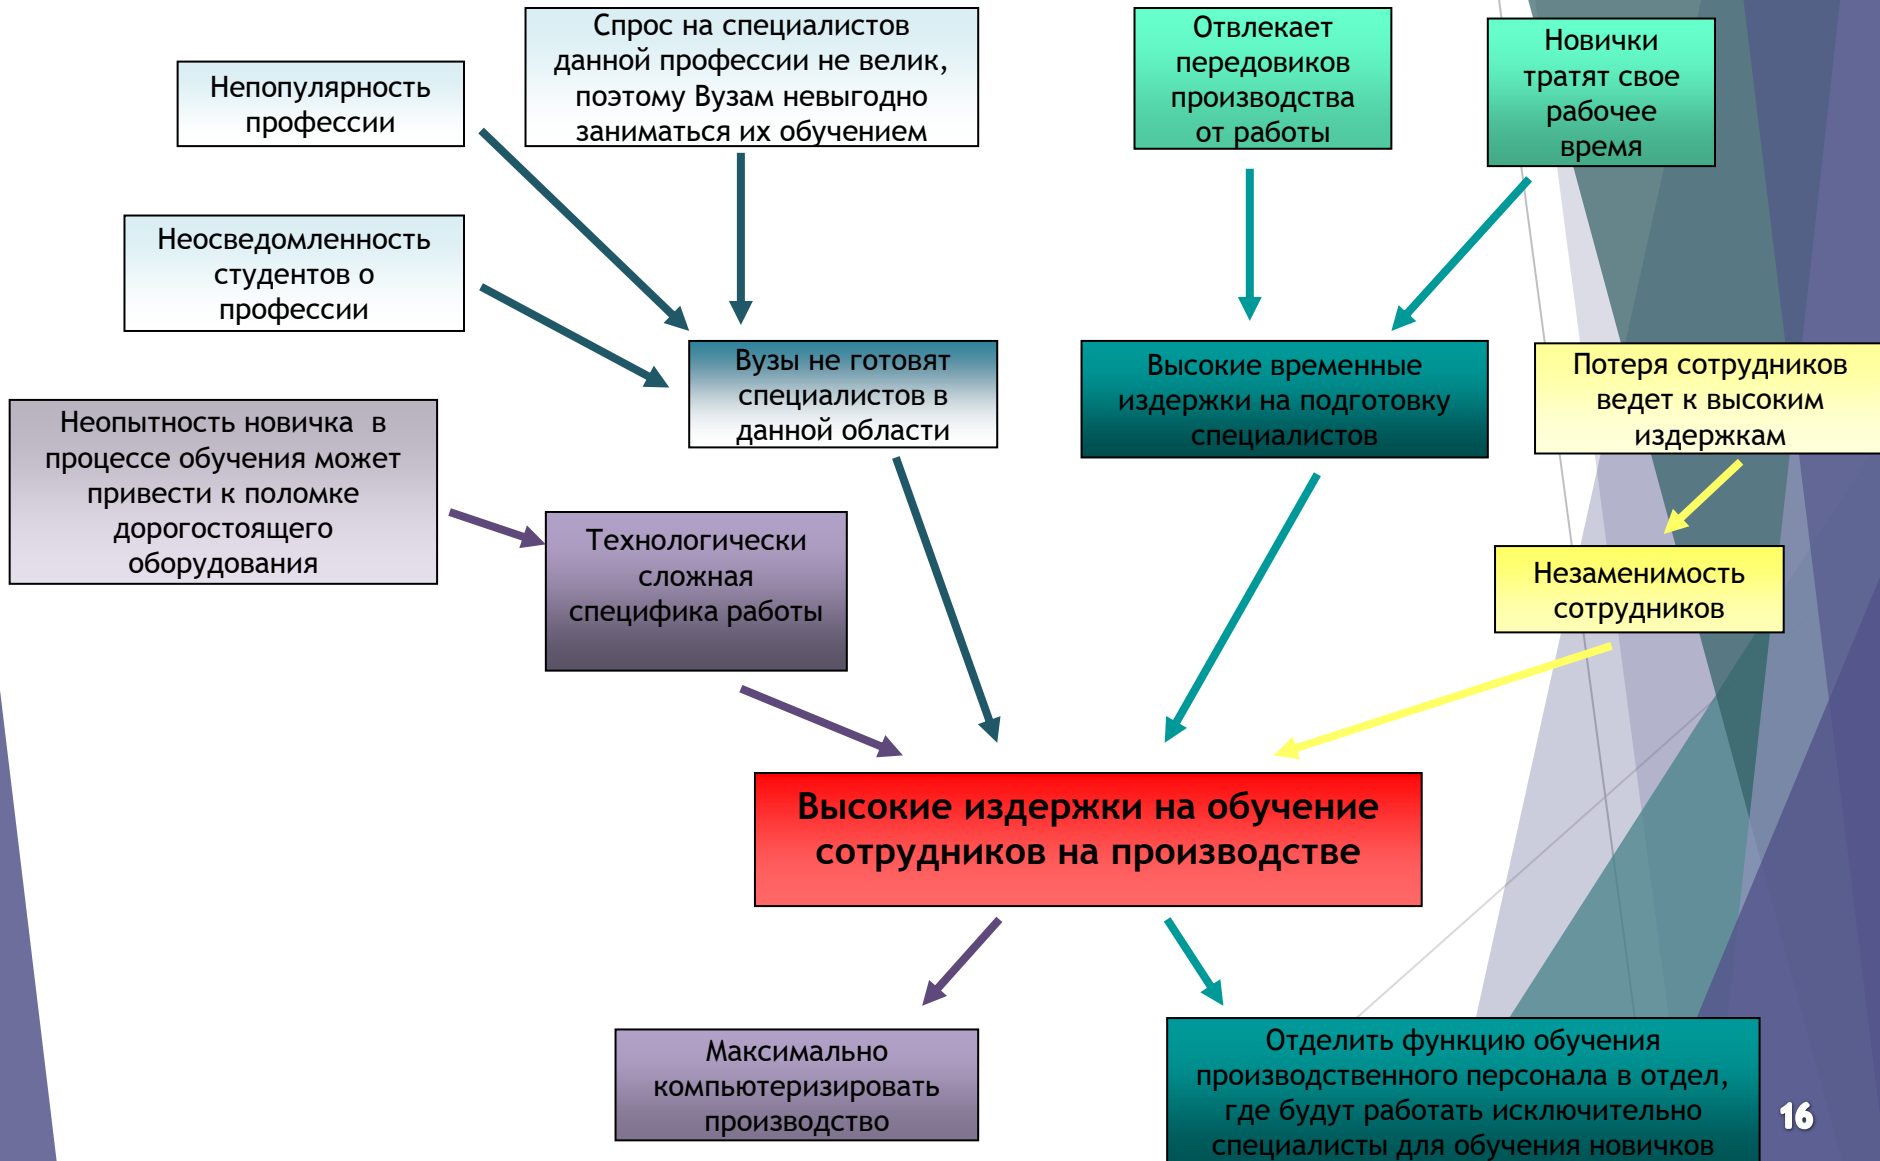 Спрос на специалистов
данной профессии не велик,
поэтому Вузам невыгодно
заниматься их обучением
Отвлекает
передовиков
производства
от работы
Новички
тратят свое
рабочее
время
Непопулярность
профессии
Неосведомленность
студентов о
профессии
Вузы не готовят
специалистов в
данной области
Высокие временные
издержки на подготовку
специалистов
Потеря сотрудников
ведет к высоким
издержкам
Неопытность новичка  в
процессе обучения может
привести к поломке
дорогостоящего
оборудования
Технологически
сложная
специфика работы
Незаменимость
сотрудников
Высокие издержки на обучение
сотрудников на производстве
Максимально
компьютеризировать
производство
Отделить функцию обучения
производственного персонала в отдел,
где будут работать исключительно
специалисты для обучения новичков
16